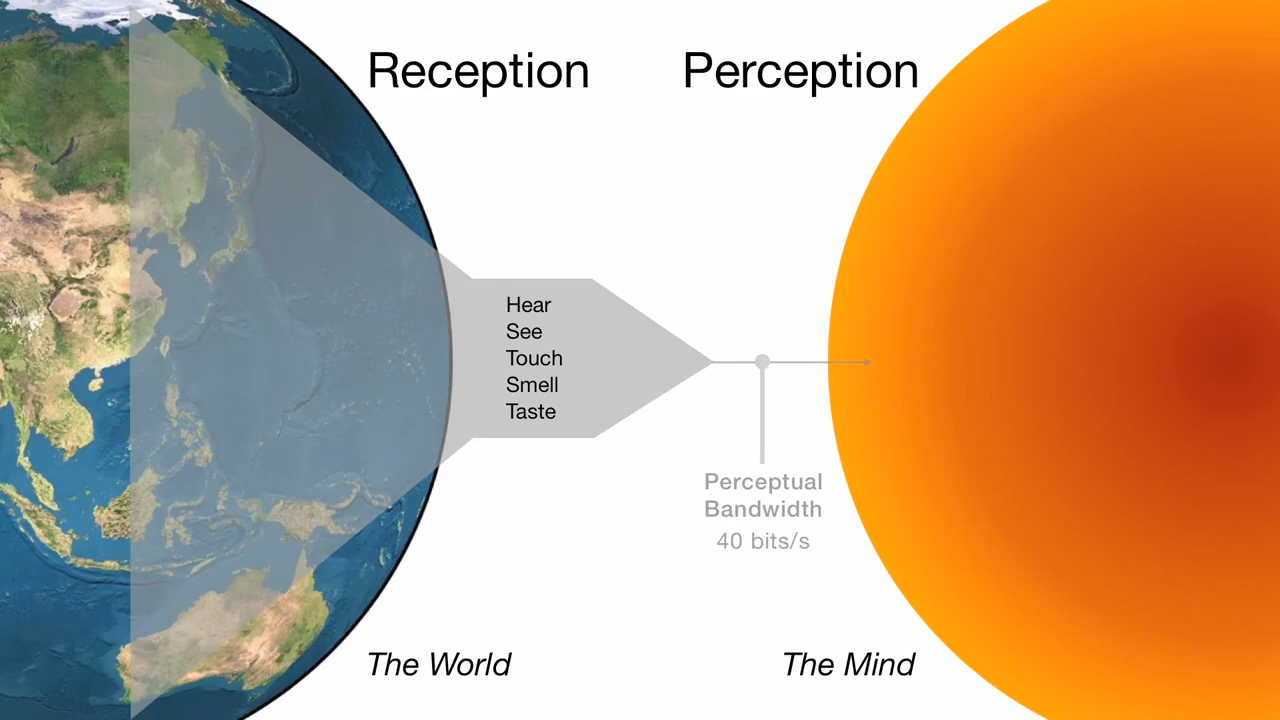 Reception
Perception
Hear
See
Touch
Smell
Taste
Perceptual
Bandwidth
40 bits/s
The World
The Mind